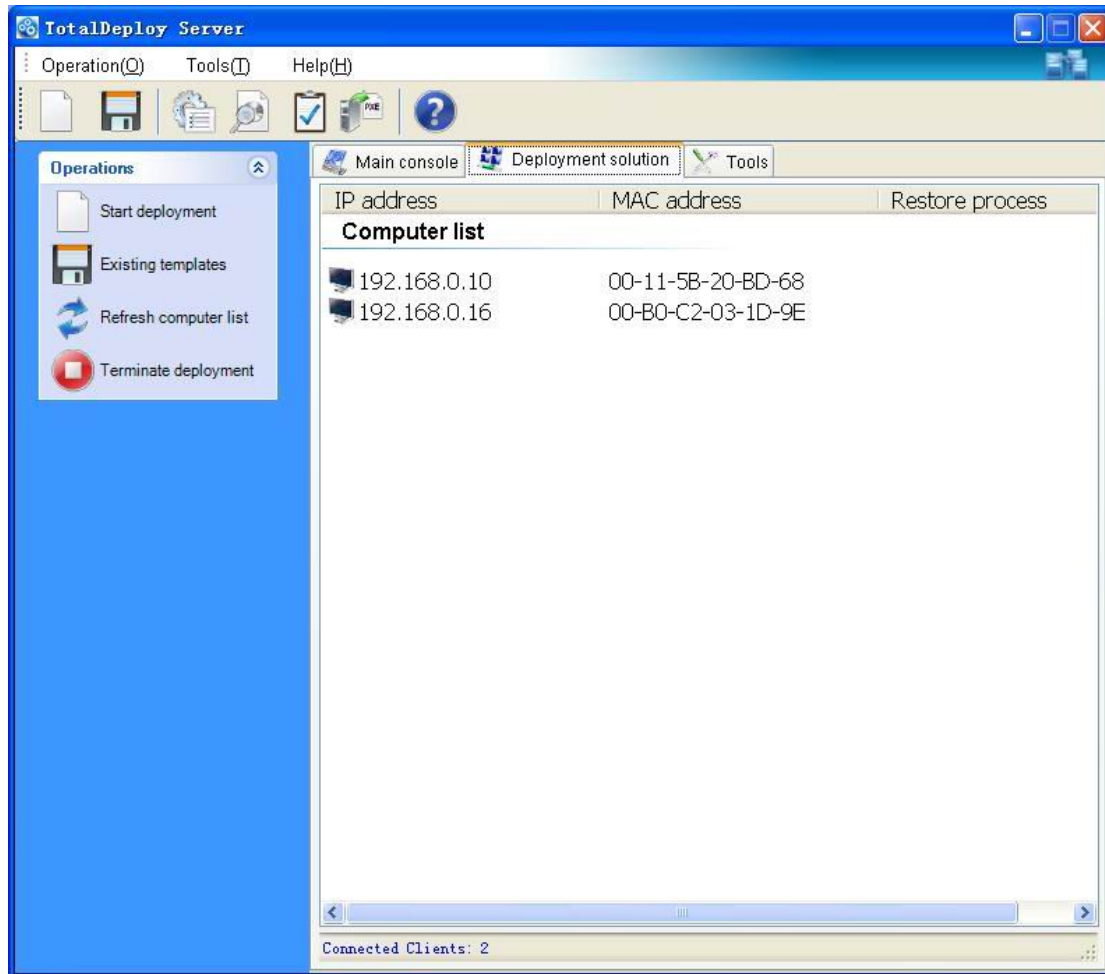 TotalDeploy Server
Operation(O) Tools(T) Help(H)
PXE
Operations
Start deployment
Existing templates
Refresh computer list
Terminate deployment
Main console Deployment solution Tools
IP address MAC address Restore process
Computer list
192.168.0.10 00-11-5B-20-BD-68
192.168.0.16 00-B0-C2-03-1D-9E
Connected Clients: 2